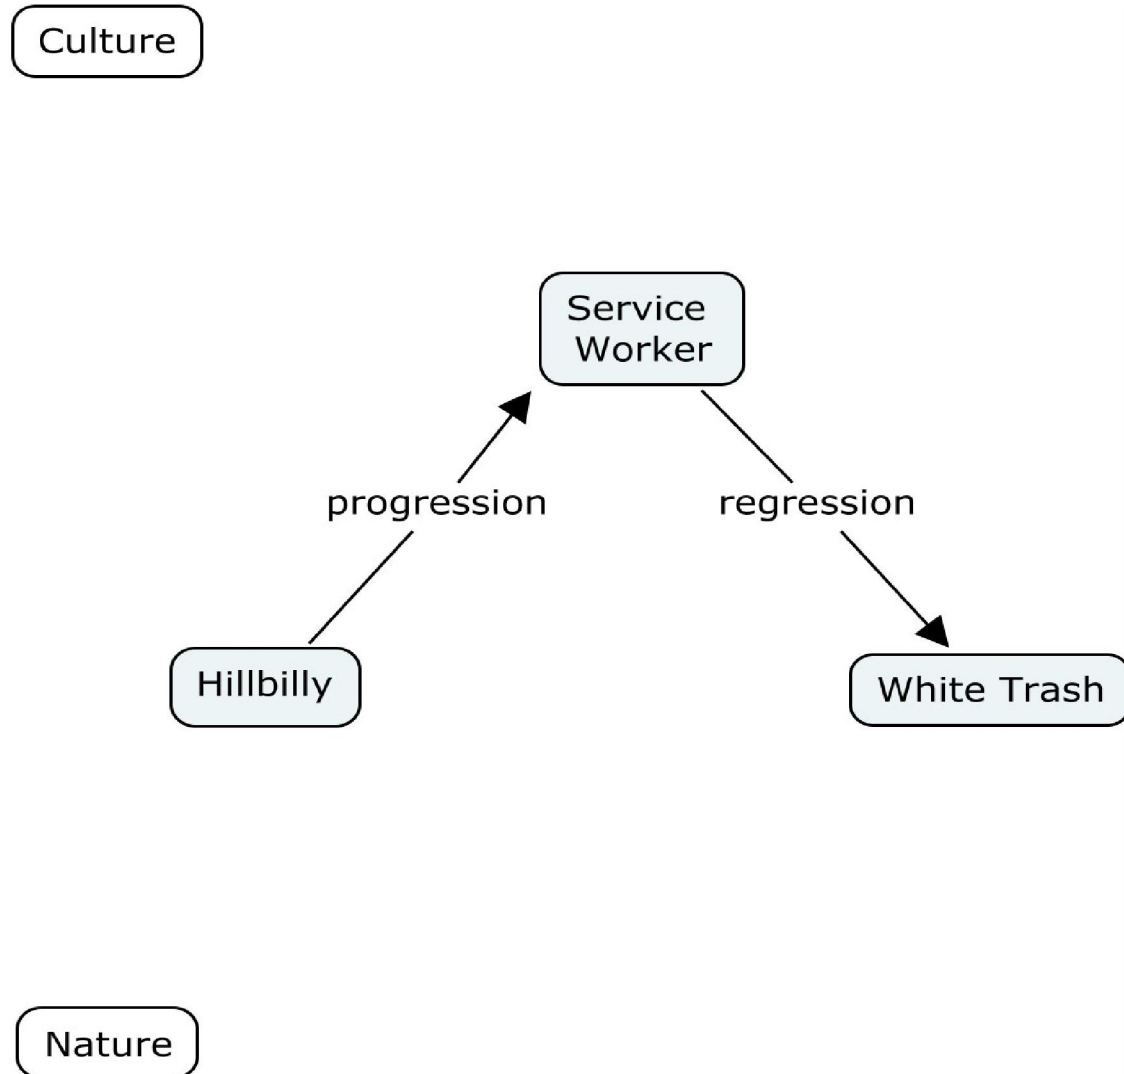 Culture
Service
Worker
progression
regression
Hillbilly
White Trash
Nature